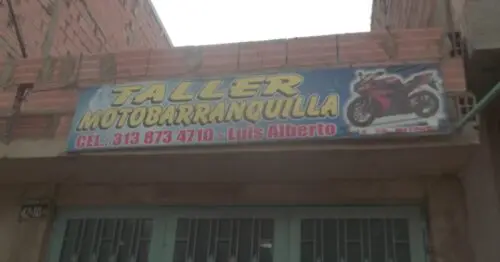 TALLER
MOTOBARRANQUILLA
CEL.: 313 873 4710 - Luis Alberto